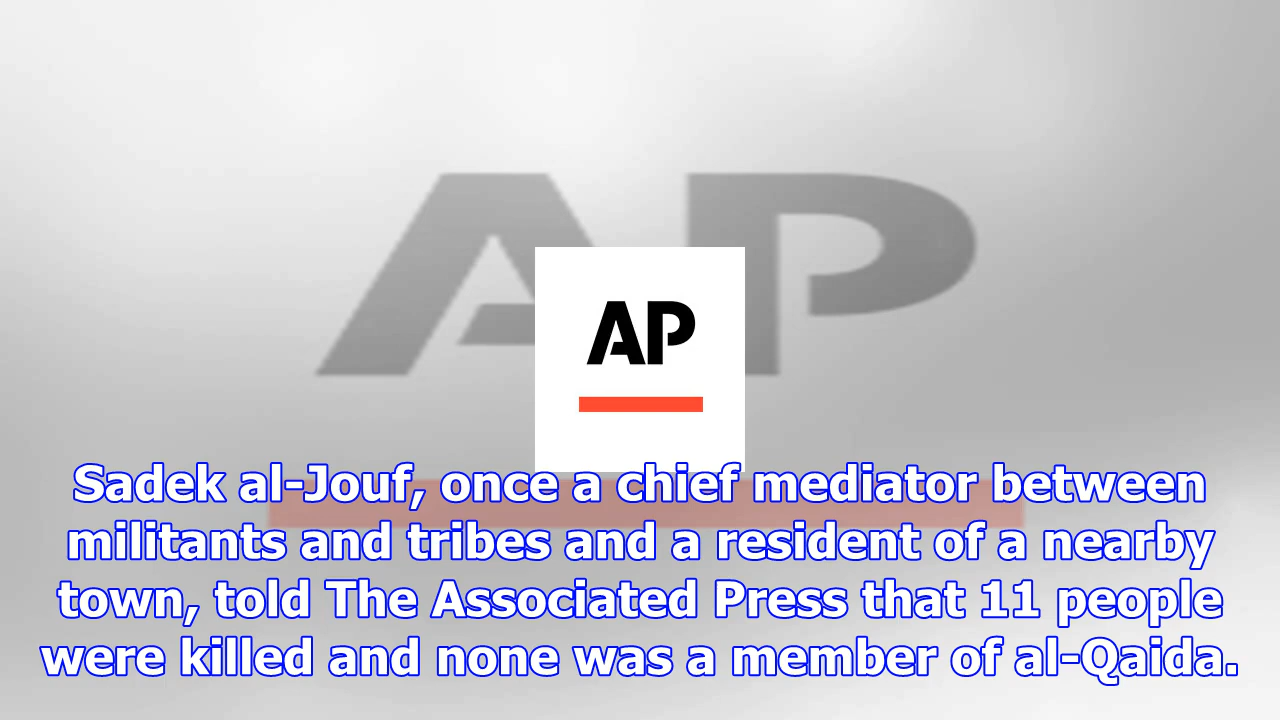 AP
AP
Sadek al-Jouf, once a chief mediator between
militants and tribes and a resident of a nearby
town, told The Associated Press that 11 people
were killed and none was a member of al-Qaida.